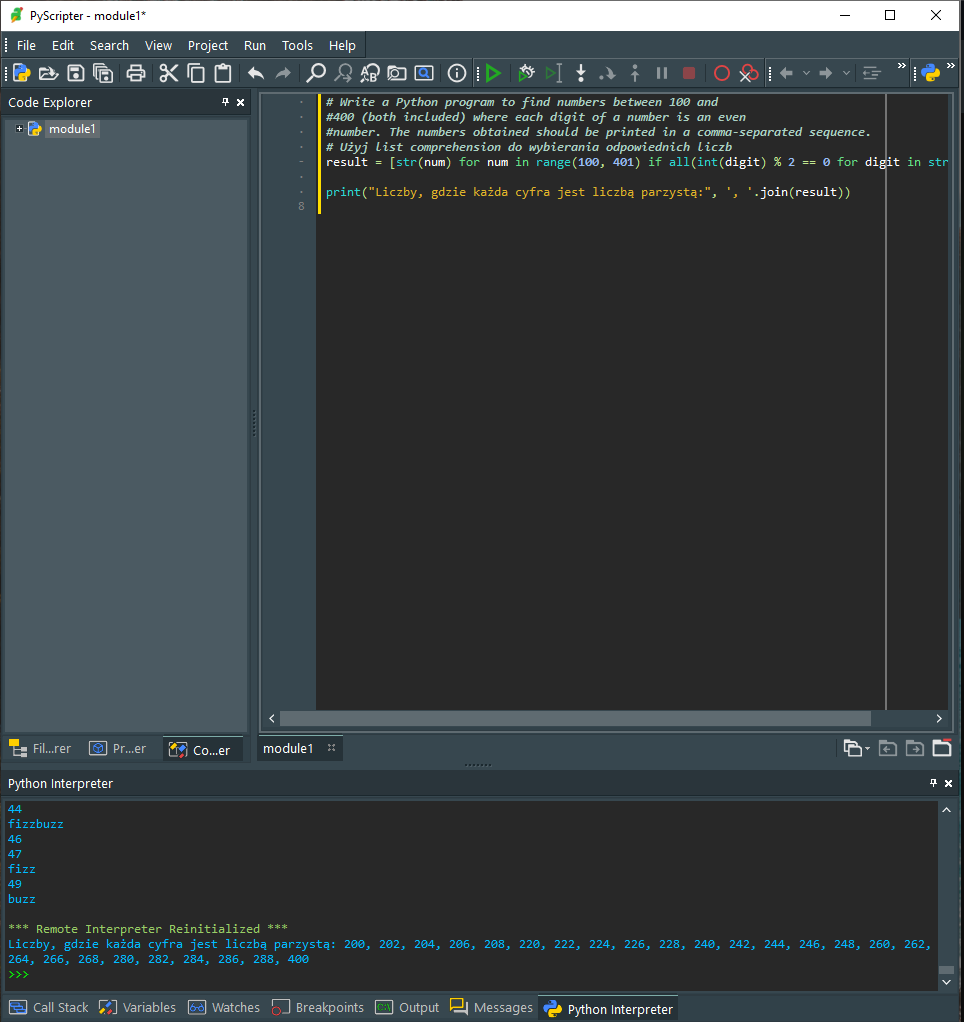 PyScripter - module1*
File Edit Search View Project Run Tools Help
Code Explorer
module1
# Write a Python program to find numbers between 100 and
#400 (both included) where each digit of a number is an even
#number. The numbers obtained should be printed in a comma-separated sequence.
# Użyj list comprehension do wybierania odpowiednich liczb
result = [str(num) for num in range(100, 401) if all(int(digit) % 2 == 0 for digit in str
print("Liczby, gdzie każda cyfra jest liczbą parzystą:", ', '.join(result))
8
Fil...rer Pr...er Co...er
module1
Python Interpreter
44
fizzbuzz
46
47
fizz
49
buzz
*** Remote Interpreter Reinitialized ***
Liczby, gdzie każda cyfra jest liczbą parzystą: 200, 202, 204, 206, 208, 220, 222, 224, 226, 228, 240, 242, 244, 246, 248, 260, 262,
264, 266, 268, 280, 282, 284, 286, 288, 400
>>>
Call Stack Variables Watches Breakpoints Output Messages Python Interpreter